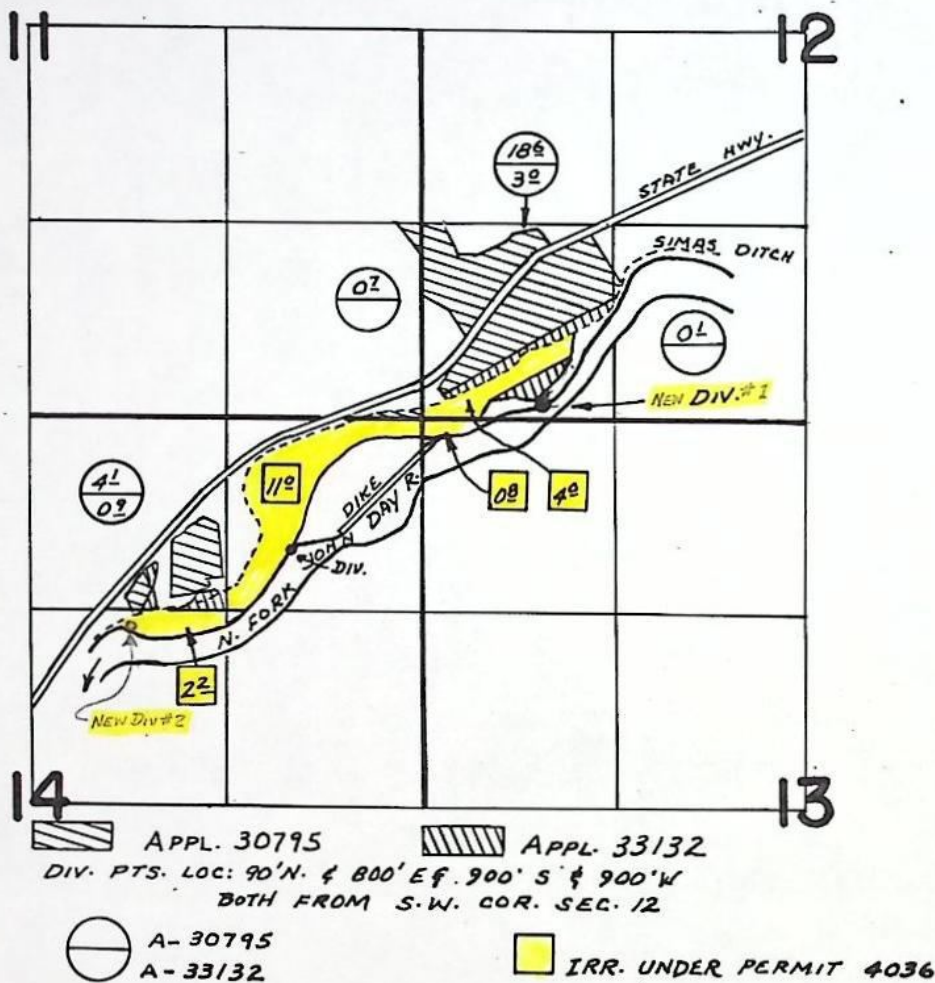 11
12
18 6
3 0
STATE HWY.
SIMAS DITCH
0 7
0 1
NEW DIV. #1
4 1
0 9
11 0
DIKE
0 8
4 0
JOHN DAY R.
DIV.
N. FORK
2 2
NEW DIV #2
14
13
APPL. 30795
APPL. 33132
DIV. PTS. LOC: 90' N. & 800' E & 900' S & 900' W
BOTH FROM S.W. COR. SEC. 12
A- 30795
A- 33132
IRR. UNDER PERMIT 4036